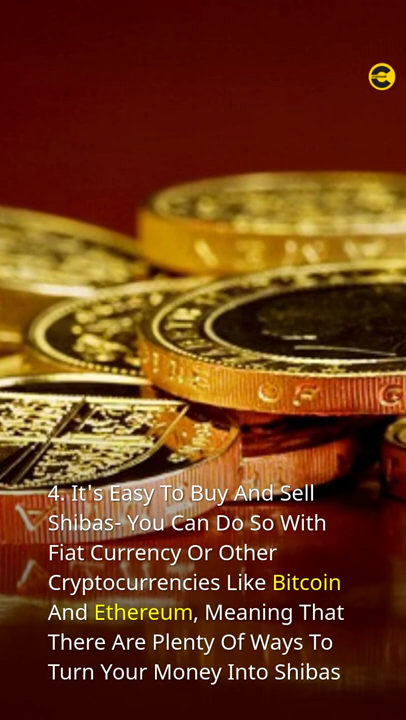 4. It's Easy To Buy And Sell
Shibas- You Can Do So With
Fiat Currency Or Other
Cryptocurrencies Like Bitcoin
And Ethereum, Meaning That
There Are Plenty Of Ways To
Turn Your Money Into Shibas